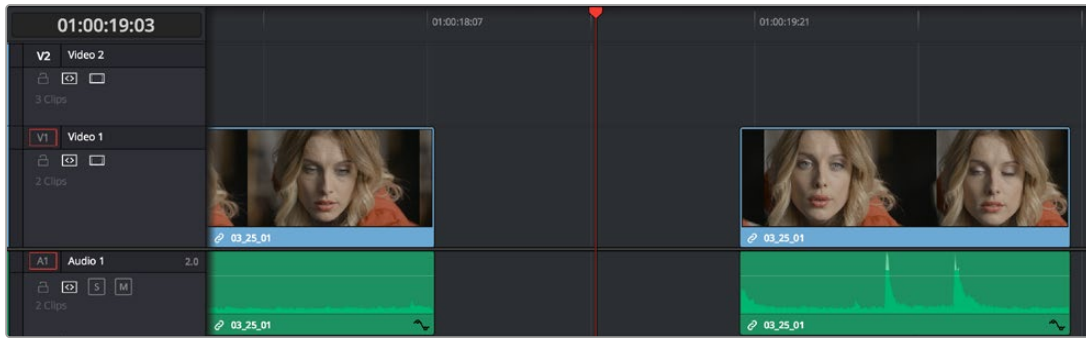 01:00:19:03
01:00:18:07
01:00:19:21
V2 Video 2
3 Clips
V1 Video 1
2 Clips
03_25_01
03_25_01
A1 Audio 1 2.0
S M
2 Clips
03_25_01
03_25_01